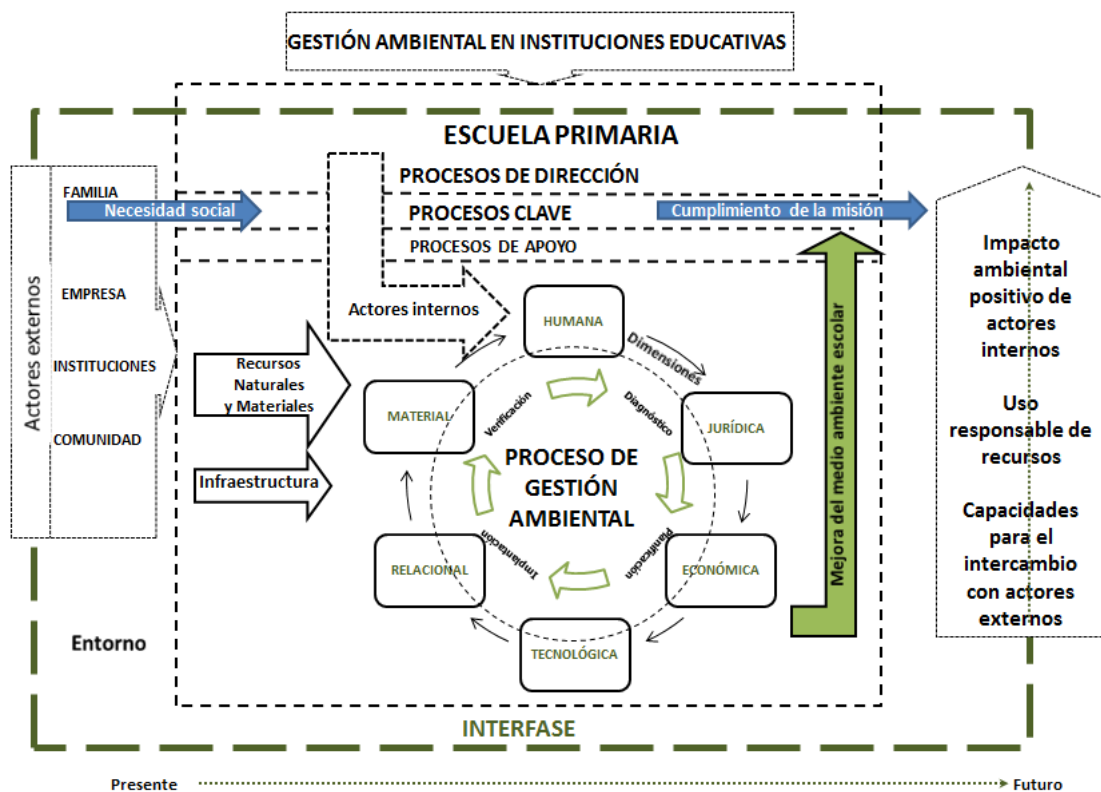 GESTIÓN AMBIENTAL EN INSTITUCIONES EDUCATIVAS
ESCUELA PRIMARIA
PROCESOS DE DIRECCIÓN
PROCESOS CLAVE
PROCESOS DE APOYO
Actores externos
FAMILIA
EMPRESA
INSTITUCIONES
COMUNIDAD
Necesidad social
Cumplimiento de la misión
Actores internos
Recursos
Naturales
y Materiales
Infraestructura
HUMANA
Dimensiones
JURÍDICA
ECONÓMICA
TECNOLÓGICA
RELACIONAL
MATERIAL
Verificación
Diagnóstico
Planificación
Implantación
PROCESO DE
GESTIÓN
AMBIENTAL
Mejora del medio ambiente escolar
Impacto
ambiental
positivo de
actores
internos
Uso
responsable de
recursos
Capacidades
para el
intercambio
con actores
externos
Entorno
INTERFASE
Presente
Futuro